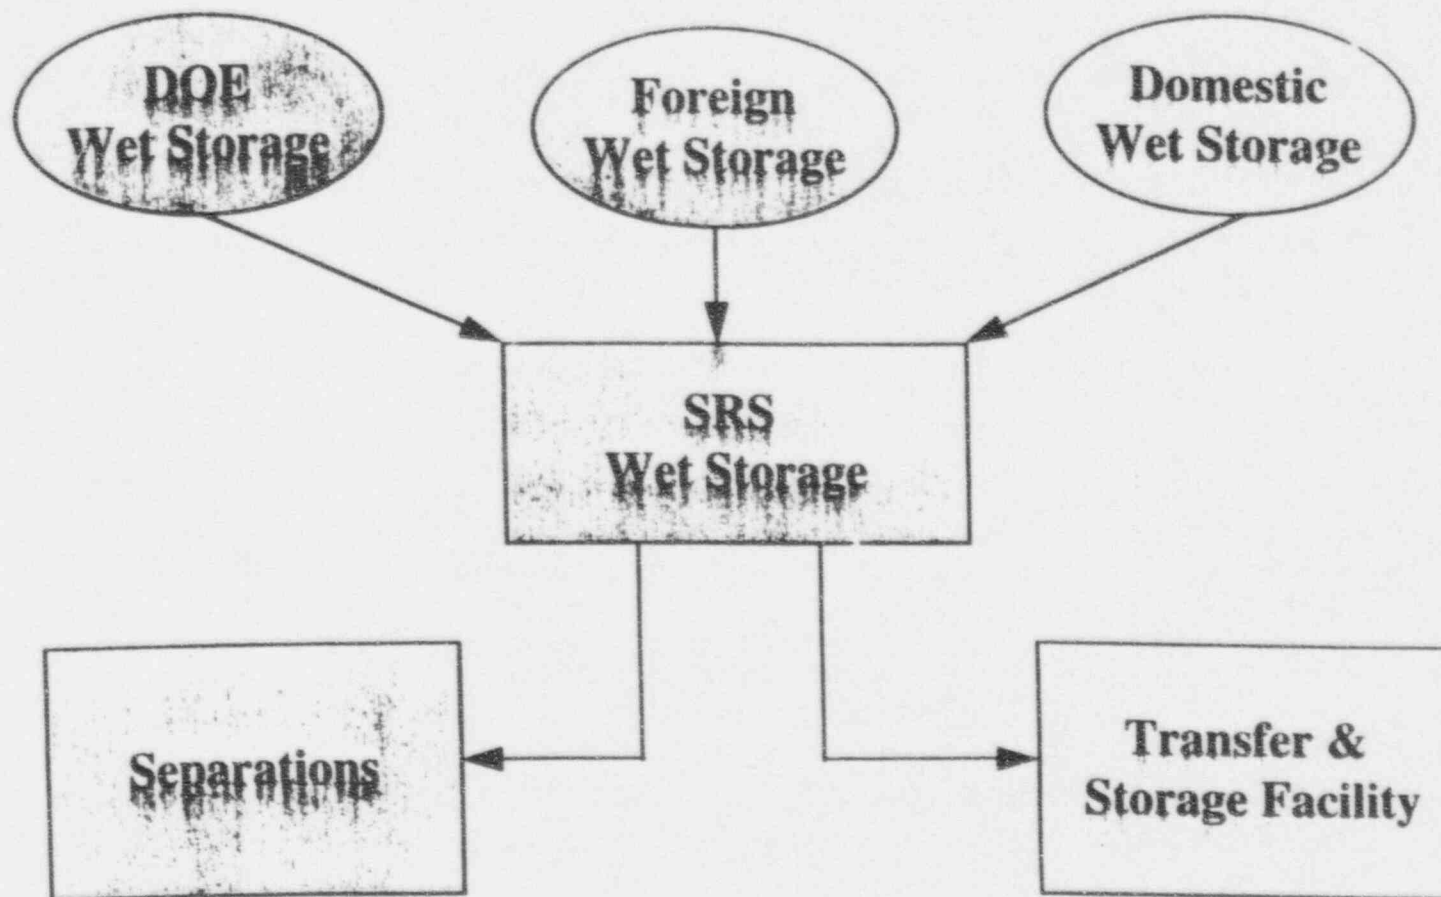 DOE
Wet Storage
Foreign
Wet Storage
Domestic
Wet Storage
SRS
Wet Storage
Separations
Transfer &
Storage Facility